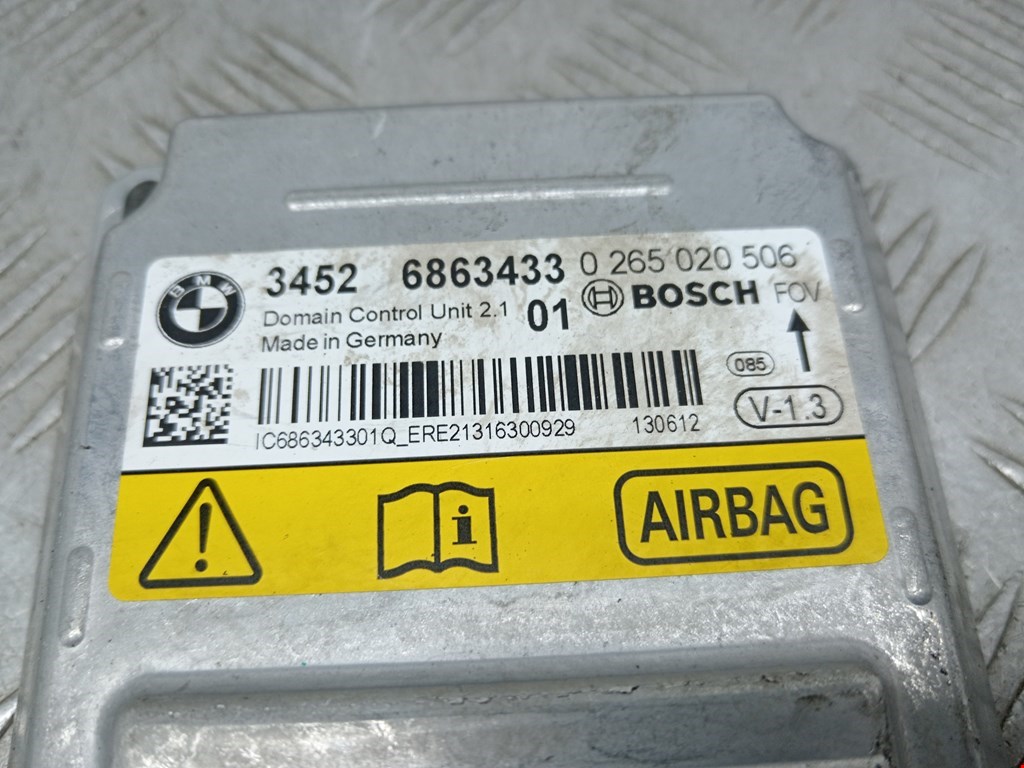 BMW
3452 6863433 01
Domain Control Unit 2.1
Made in Germany
0 265 020 506
BOSCH FOV
085
V-1.3
IC686343301Q_ERE21316300929 130612
AIRBAG